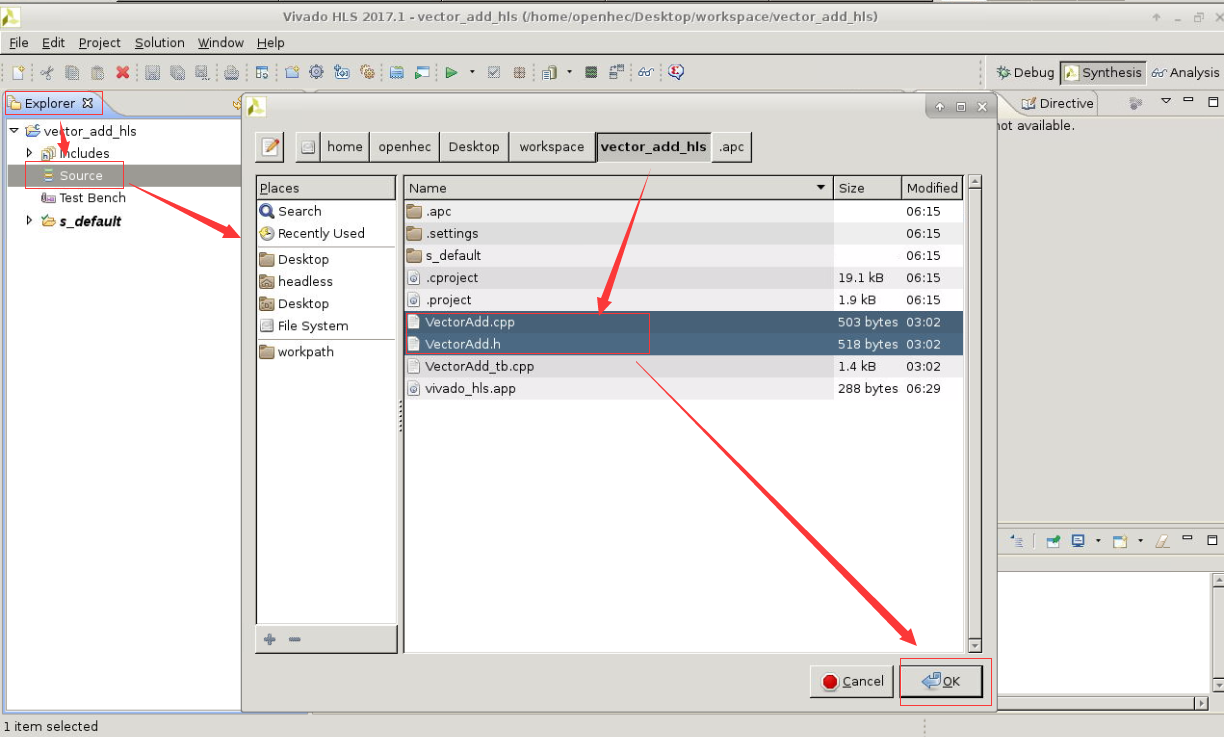 Vivado HLS 2017.1 - vector_add_hls (/home/openhec/Desktop/workspace/vector_add_hls)
File Edit Project Solution Window Help
Debug Synthesis Analysis
Explorer
Directive
not available.
vector_add_hls
Includes
Source
Test Bench
s_default
home openhec Desktop workspace vector_add_hls .apc
Places
Search
Recently Used
Desktop
headless
Desktop
File System
workpath
Name Size Modified
.apc 06:15
.settings 06:15
s_default 06:15
.cproject 19.1 kB 06:15
.project 1.9 kB 06:15
VectorAdd.cpp 503 bytes 03:02
VectorAdd.h 518 bytes 03:02
VectorAdd_tb.cpp 1.4 kB 03:02
vivado_hls.app 288 bytes 06:29
Cancel OK
1 item selected